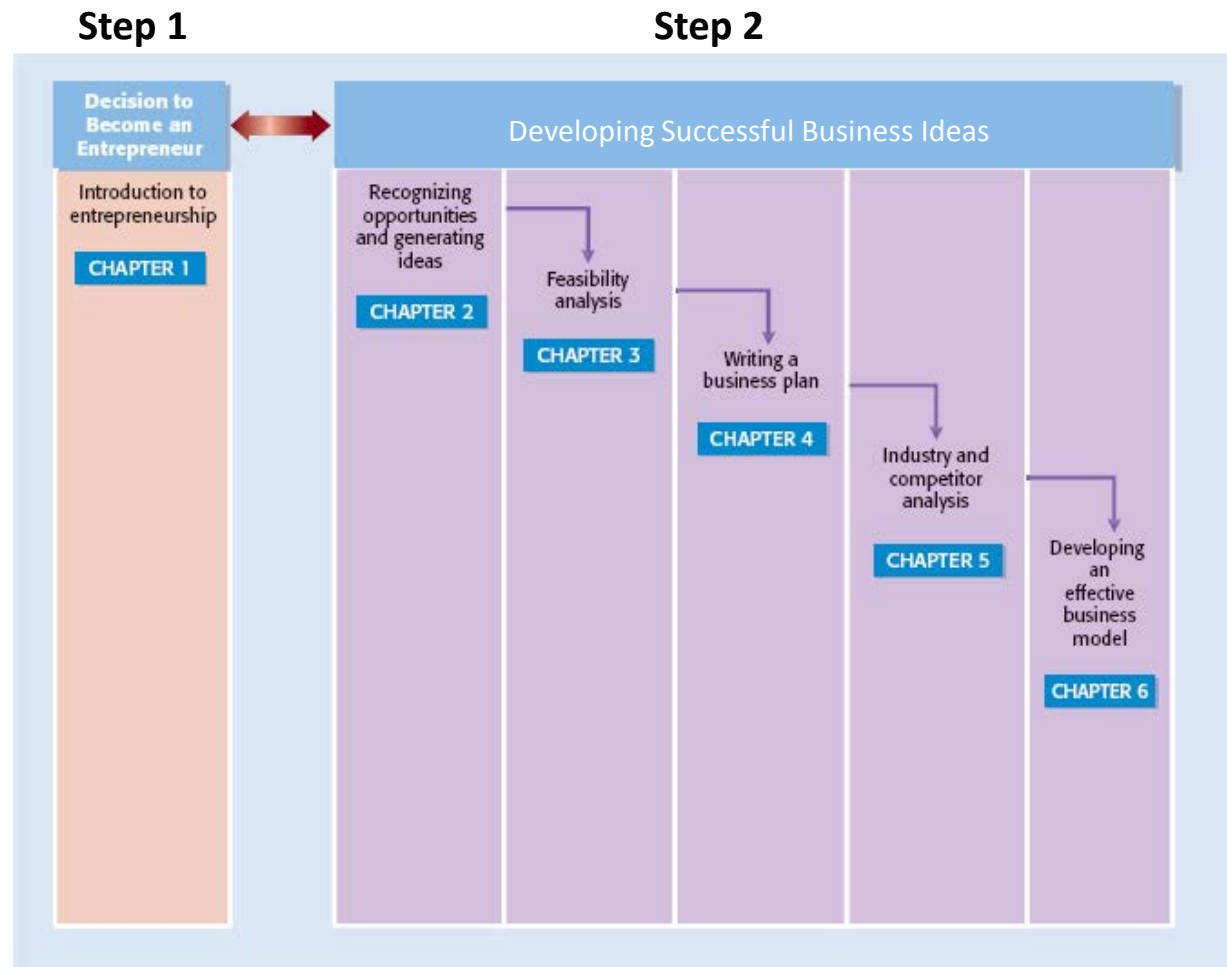 Step 1
Step 2
Decision to
Become an
Entrepreneur
Developing Successful Business Ideas
Introduction to
entrepreneurship
CHAPTER 1
Recognizing
opportunities
and generating
ideas
CHAPTER 2
Feasibility
analysis
CHAPTER 3
Writing a
business plan
CHAPTER 4
Industry and
competitor
analysis
CHAPTER 5
Developing
an
effective
business
model
CHAPTER 6